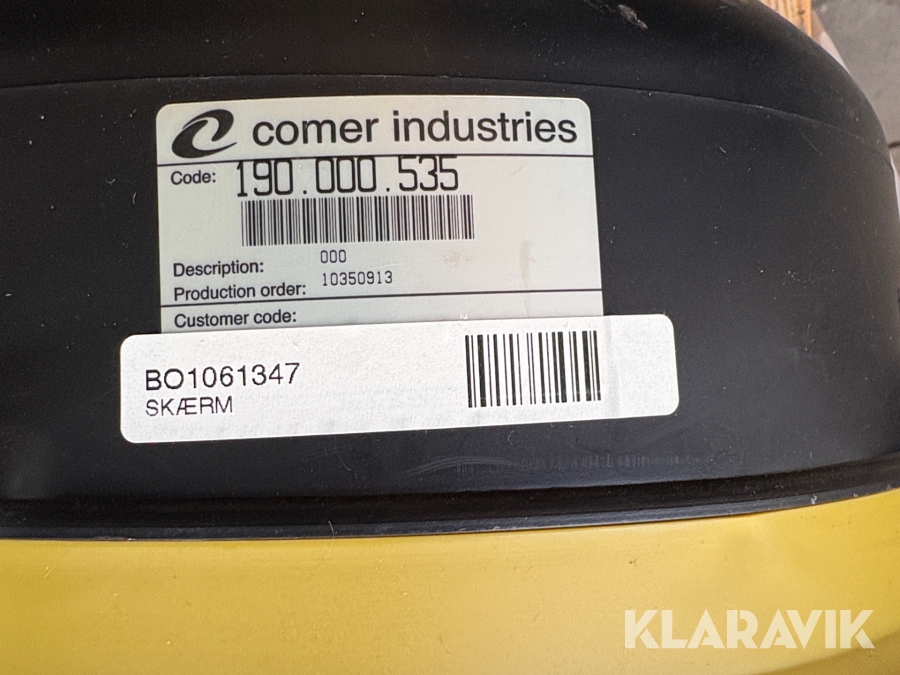 comer industries
Code: 190.000.535
Description: 000
Production order: 10350913
Customer code:
BO1061347
SKÆRM
KLARAVIK